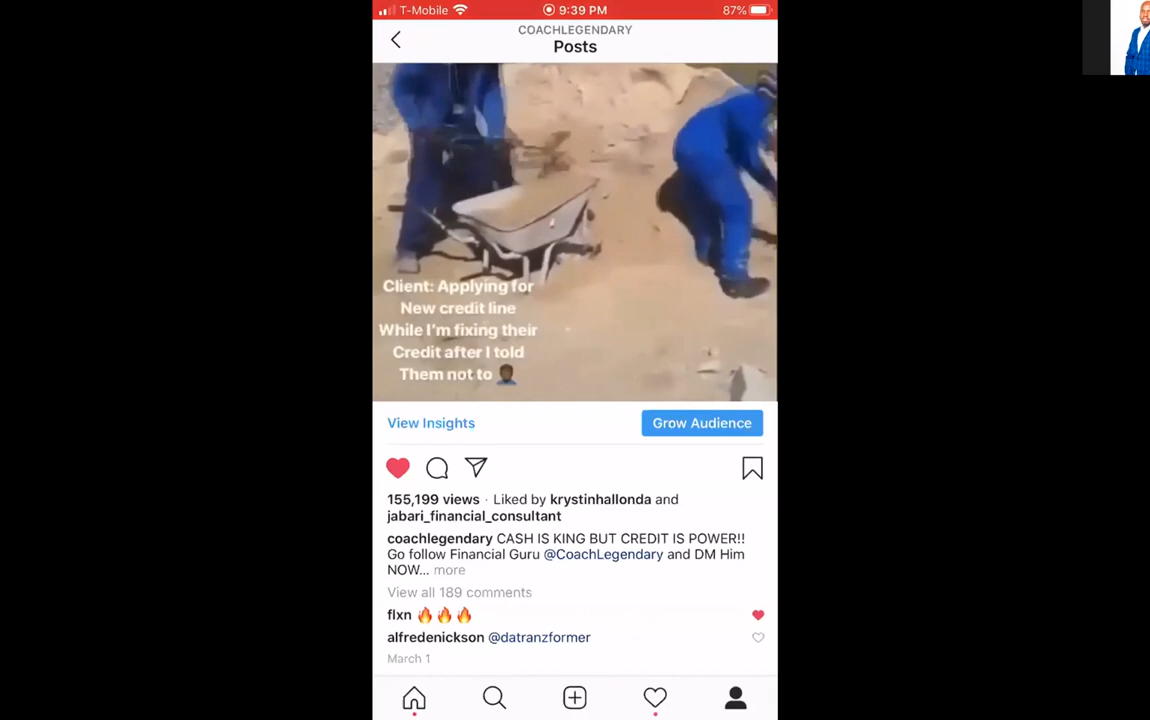 T-Mobile 9:39 PM 87%
COACHLEGENDARY
Posts
Client: Applying for
New credit line
While I'm fixing their
Credit after I told
Them not to
View Insights Grow Audience
155,199 views · Liked by krystinhallonda and
jabari_financial_consultant
coachlegendary CASH IS KING BUT CREDIT IS POWER!!
Go follow Financial Guru @CoachLegendary and DM Him
NOW... more
View all 189 comments
flxn 🔥🔥🔥
alfredenickson @datranzformer
March 1